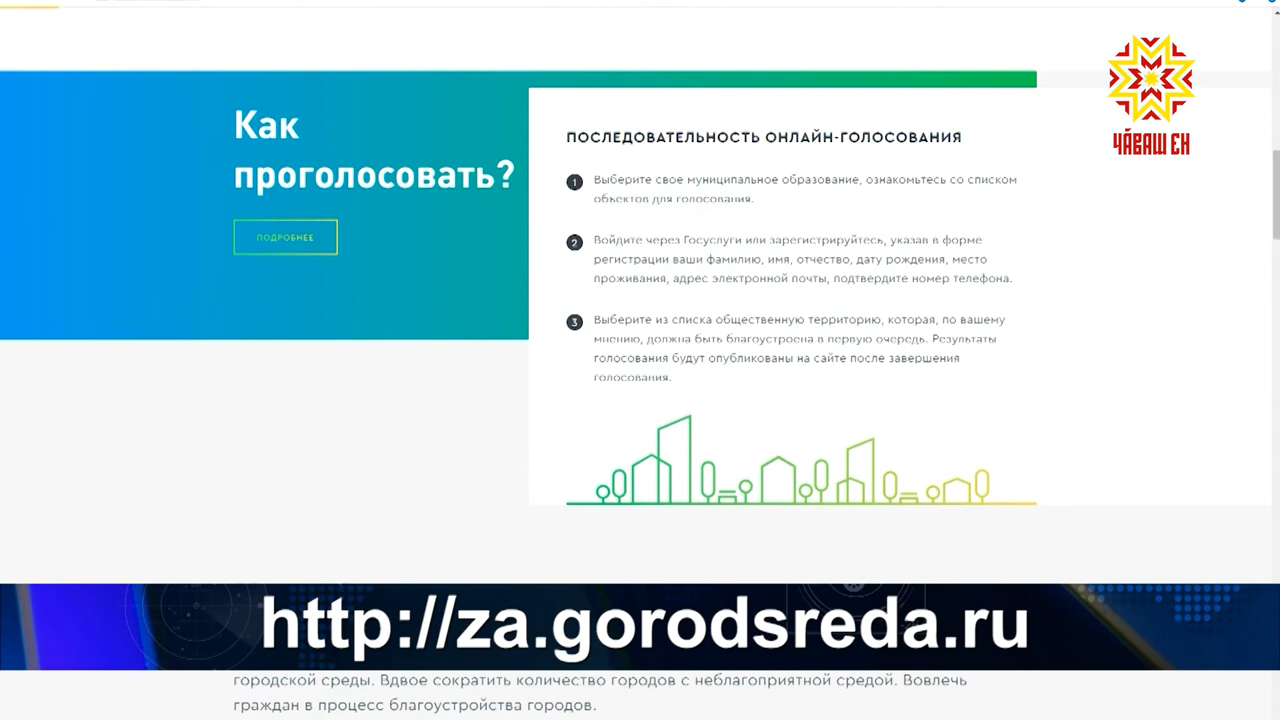 ЧӐВАШ ЕН
Как
проголосовать?
ПОДРОБНЕЕ
ПОСЛЕДОВАТЕЛЬНОСТЬ ОНЛАЙН-ГОЛОСОВАНИЯ
1 Выберите свое муниципальное образование, ознакомьтесь со списком
объектов для голосования.
2 Войдите через Госуслуги или зарегистрируйтесь, указав в форме
регистрации ваши фамилию, имя, отчество, дату рождения, место
проживания, адрес электронной почты, подтвердите номер телефона.
3 Выберите из списка общественную территорию, которая, по вашему
мнению, должна быть благоустроена в первую очередь. Результаты
голосования будут опубликованы на сайте после завершения
голосования.
http://za.gorodsreda.ru
городской среды. Вдвое сократить количество городов с неблагоприятной средой. Вовлечь
граждан в процесс благоустройства городов.